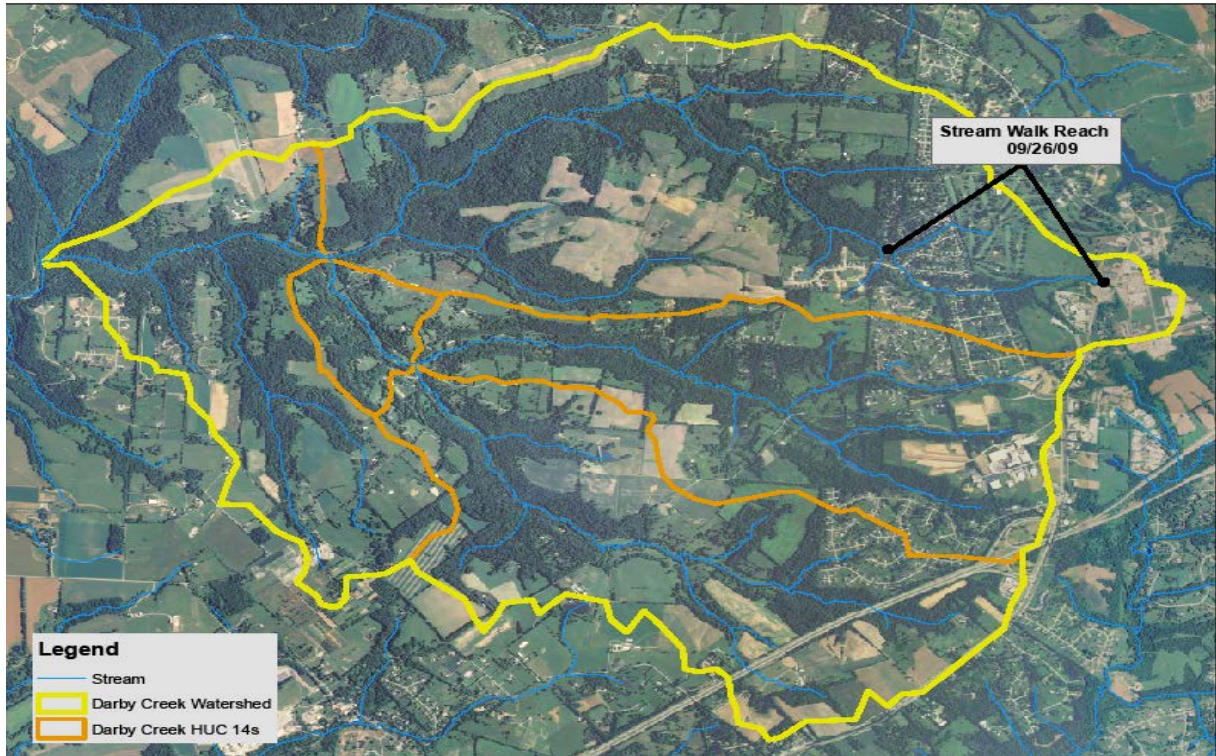 Stream Walk Reach
09/26/09
Legend
Stream
Darby Creek Watershed
Darby Creek HUC 14s